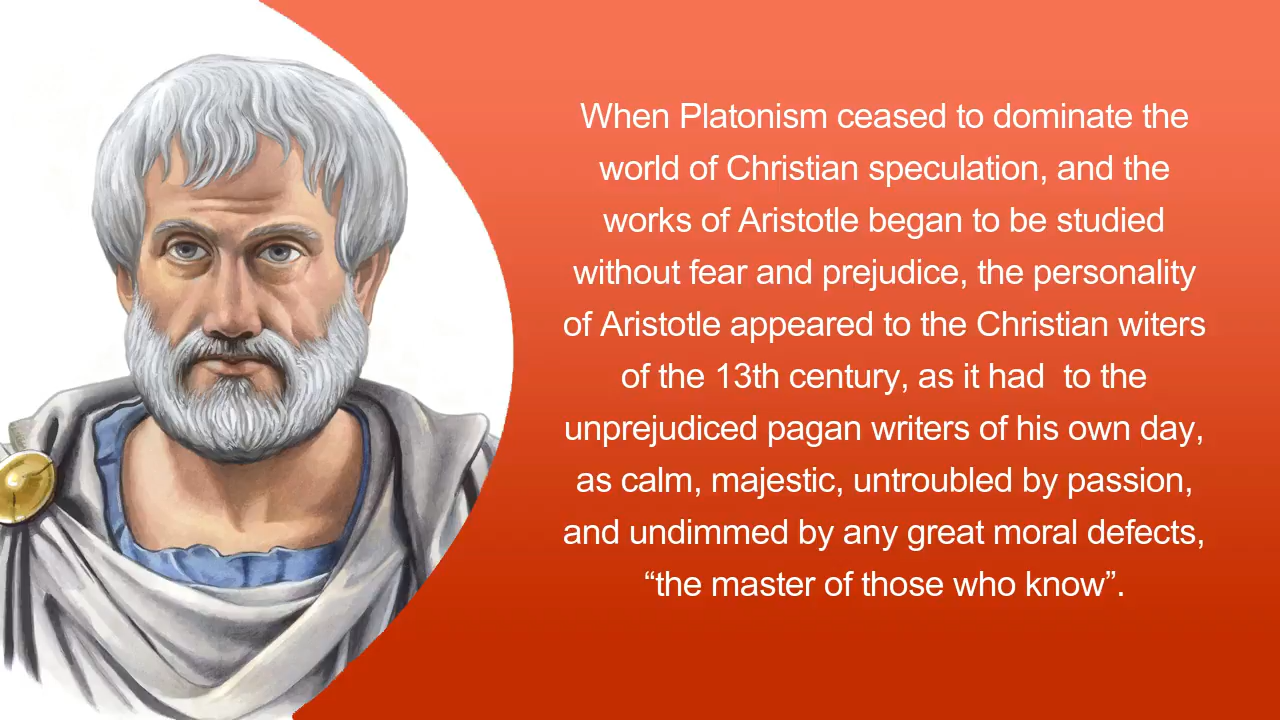 When Platonism ceased to dominate the
world of Christian speculation, and the
works of Aristotle began to be studied
without fear and prejudice, the personality
of Aristotle appeared to the Christian witers
of the 13th century, as it had  to the
unprejudiced pagan writers of his own day,
as calm, majestic, untroubled by passion,
and undimmed by any great moral defects,
“the master of those who know”.